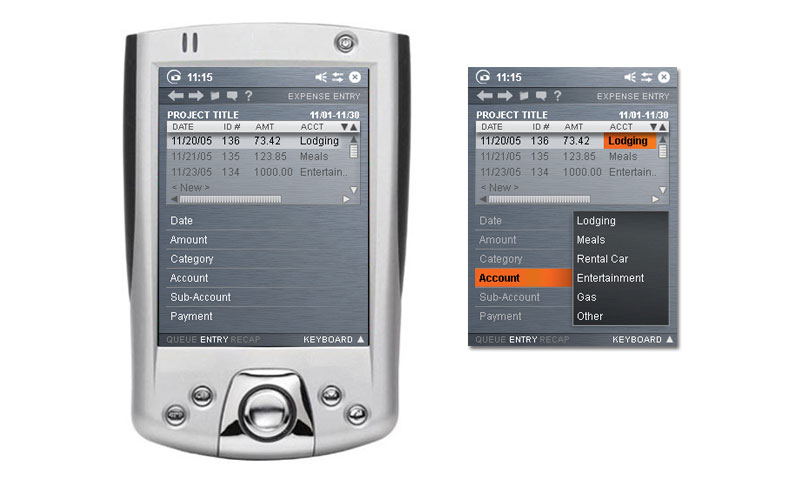 11:15
? EXPENSE ENTRY
PROJECT TITLE 11/01-11/30
DATE ID # AMT ACCT
11/20/05 136 73.42 Lodging
11/21/05 135 123.85 Meals
11/23/05 134 1000.00 Entertain..
< New >
Date
Amount
Category
Account
Sub-Account
Payment
QUEUE ENTRY RECAP KEYBOARD
11:15
? EXPENSE ENTRY
PROJECT TITLE 11/01-11/30
DATE ID # AMT ACCT
11/20/05 136 73.42 Lodging
11/21/05 135 123.85 Meals
11/23/05 134 1000.00 Entertain..
< New >
Date Lodging
Amount Meals
Category Rental Car
Account Entertainment
Sub-Account Gas
Payment Other
QUEUE ENTRY RECAP KEYBOARD